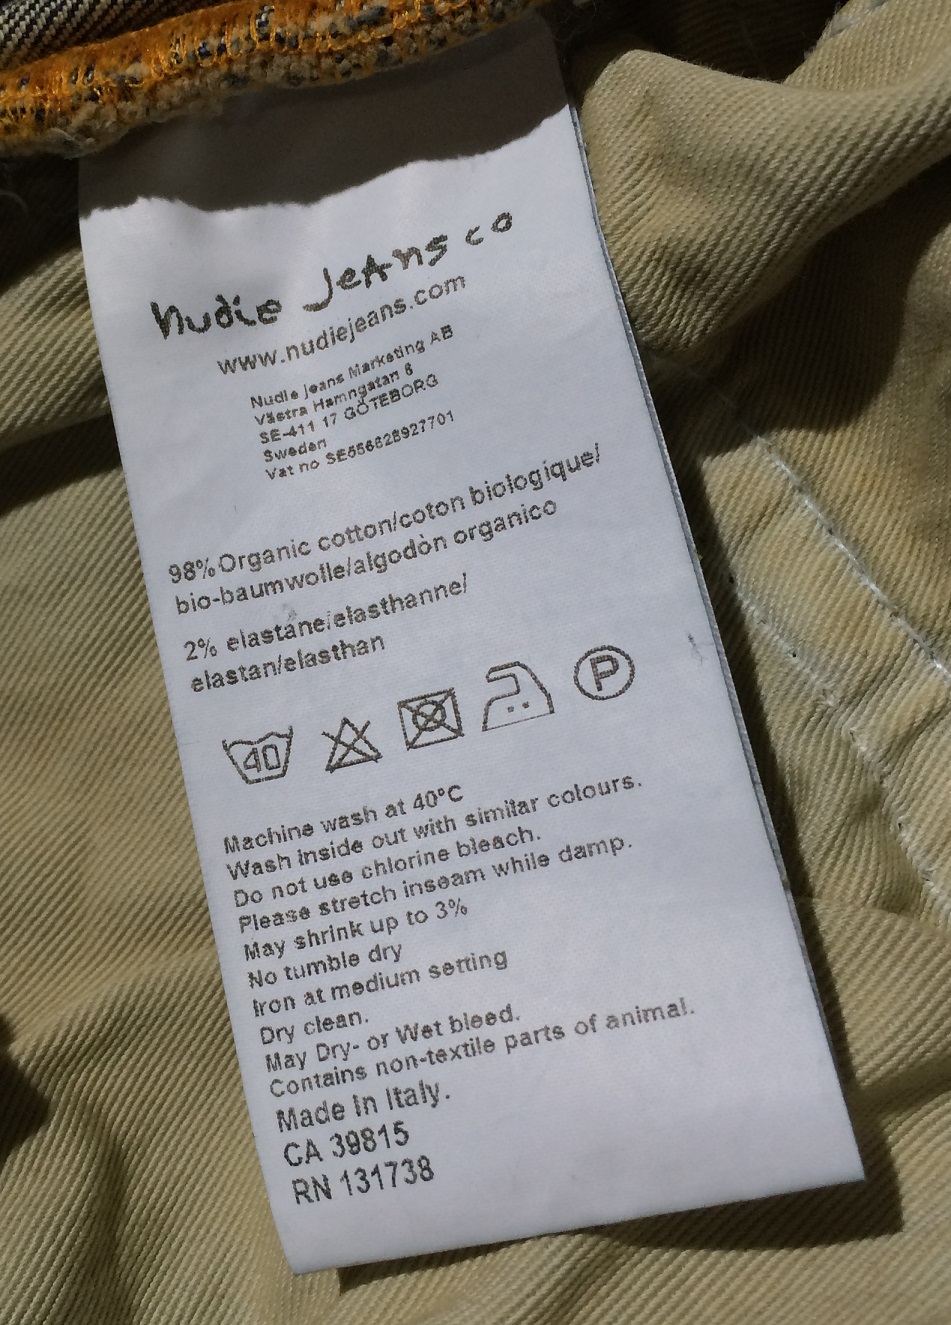 nudie Jeans co
www.nudiejeans.com
Nudie Jeans Marketing AB
Västra Hamngatan 6
SE-411 17 GÖTEBORG
Sweden
Vat no SE556628927701
98% Organic cotton/coton biologique/
bio-baumwolle/algodòn organico
2% elastane/elasthanne/
elastan/elasthan
40 P
Machine wash at 40°C
Wash inside out with similar colours.
Do not use chlorine bleach.
Please stretch inseam while damp.
May shrink up to 3%
No tumble dry
Iron at medium setting
Dry clean.
May Dry- or Wet bleed.
Contains non-textile parts of animal.
Made In Italy.
CA 39815
RN 131738